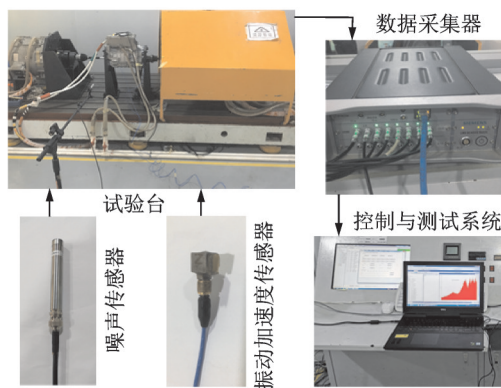 数据采集器
试验台
控制与测试系统
噪声传感器
振动加速度传感器